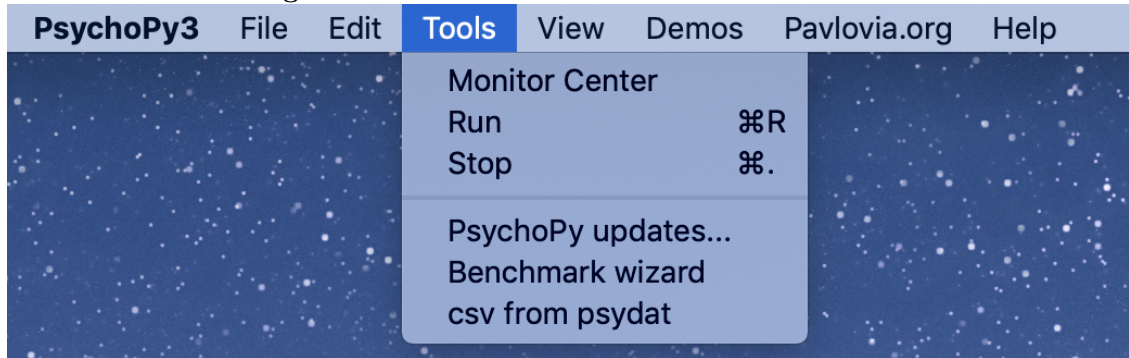 PsychoPy3 File Edit Tools View Demos Pavlovia.org Help
Monitor Center
Run ⌘R
Stop ⌘.
PsychoPy updates...
Benchmark wizard
csv from psydat